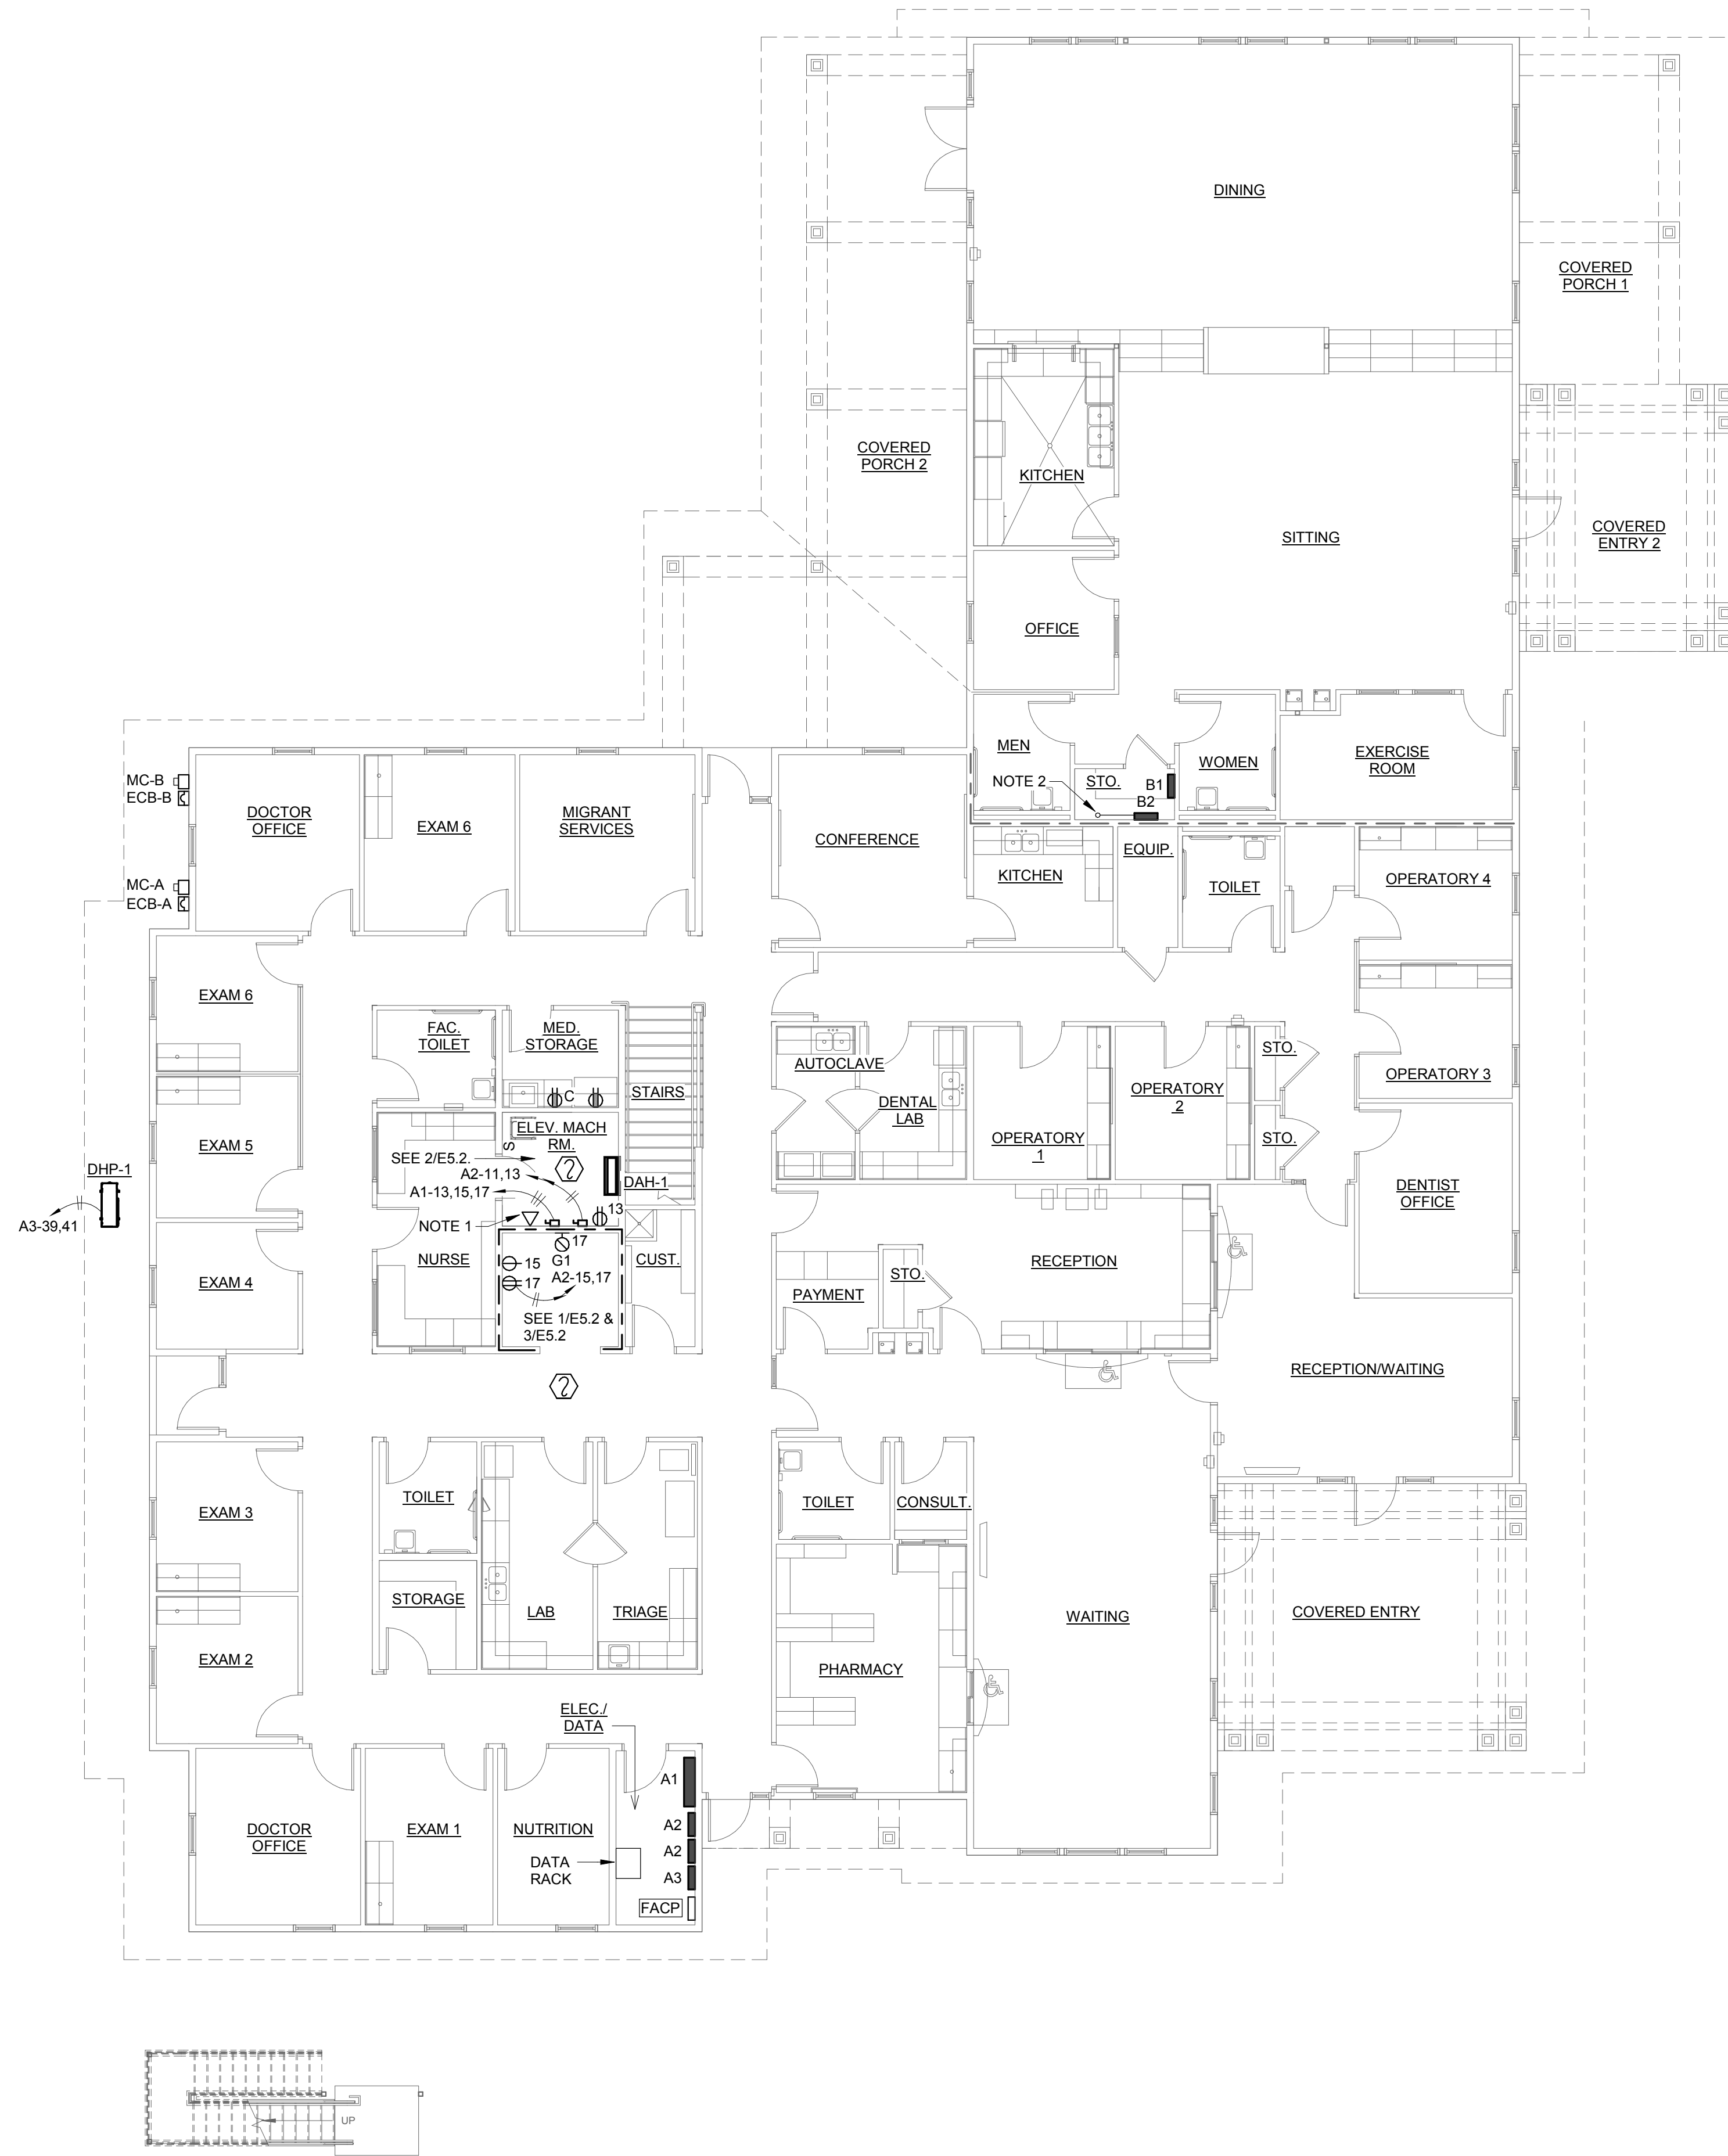 DINING
COVERED
PORCH 1
COVERED
PORCH 2
KITCHEN
SITTING
COVERED
ENTRY 2
OFFICE
MEN
NOTE 2
STO.
B1
B2
WOMEN
EXERCISE
ROOM
MC-B
ECB-B
DOCTOR
OFFICE
EXAM 6
MIGRANT
SERVICES
CONFERENCE
KITCHEN
EQUIP.
TOILET
OPERATORY 4
MC-A
ECB-A
EXAM 6
FAC.
TOILET
MED.
STORAGE
C
STAIRS
AUTOCLAVE
DENTAL
LAB
OPERATORY
1
OPERATORY
2
STO.
STO.
OPERATORY 3
EXAM 5
S
ELEV. MACH
RM.
SEE 2/E5.2.
A2-11,13
A1-13,15,17
DAH-1
13
NOTE 1
DHP-1
A3-39,41
DENTIST
OFFICE
EXAM 4
NURSE
15
17
17
G1
A2-15,17
SEE 1/E5.2 &
3/E5.2
CUST.
PAYMENT
STO.
RECEPTION
2
2
RECEPTION/WAITING
EXAM 3
TOILET
STORAGE
LAB
TRIAGE
TOILET
CONSULT.
EXAM 2
PHARMACY
WAITING
COVERED ENTRY
ELEC./
DATA
DOCTOR
OFFICE
EXAM 1
NUTRITION
DATA
RACK
A1
A2
A2
A3
FACP
UP